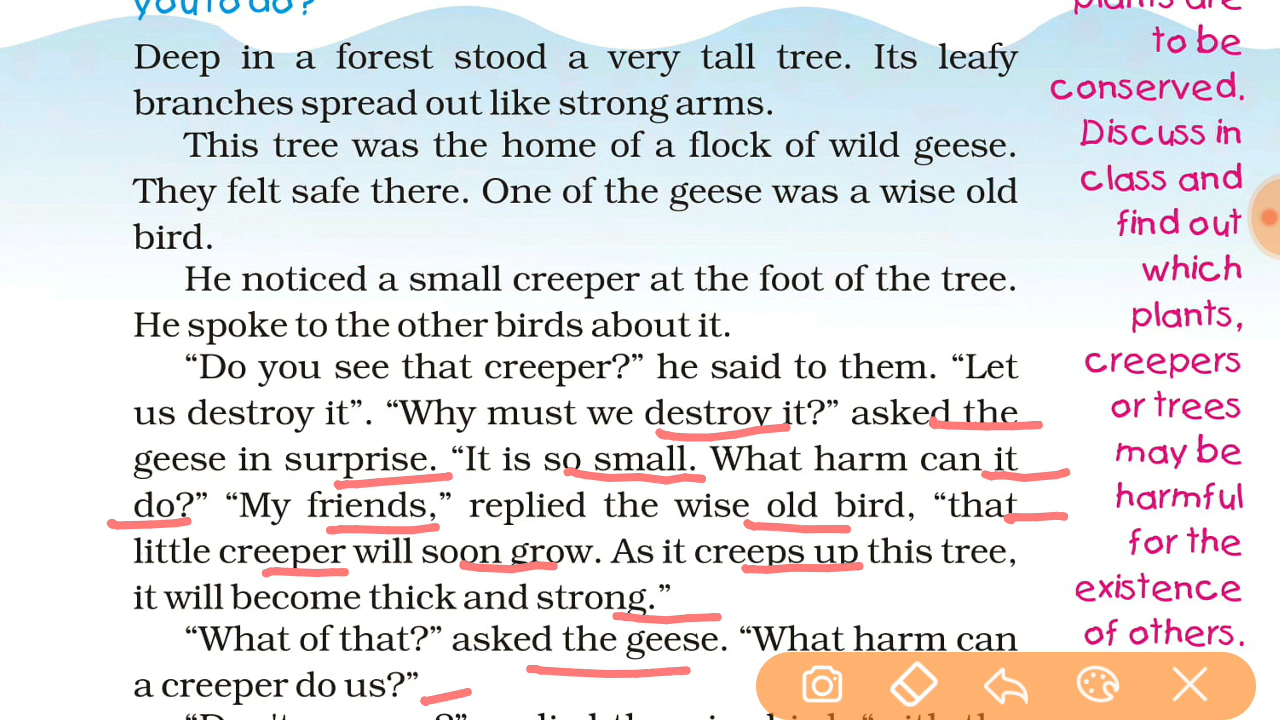 you to do?
Deep in a forest stood a very tall tree. Its leafy
branches spread out like strong arms.
This tree was the home of a flock of wild geese.
They felt safe there. One of the geese was a wise old
bird.
He noticed a small creeper at the foot of the tree.
He spoke to the other birds about it.
“Do you see that creeper?” he said to them. “Let
us destroy it”. “Why must we destroy it?” asked the
geese in surprise. “It is so small. What harm can it
do?” “My friends,” replied the wise old bird, “that
little creeper will soon grow. As it creeps up this tree,
it will become thick and strong.”
“What of that?” asked the geese. “What harm can
a creeper do us?”
plants are
to be
conserved.
Discuss in
class and
find out
which
plants,
creepers
or trees
may be
harmful
for the
existence
of others.